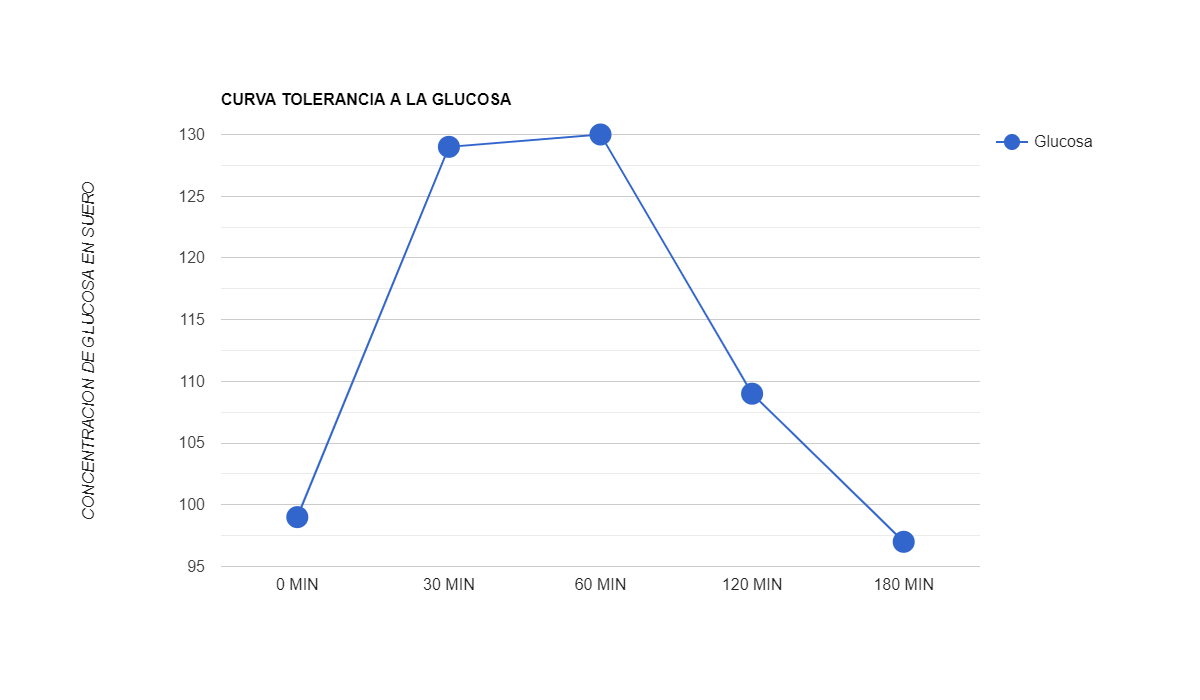 CURVA TOLERANCIA A LA GLUCOSA
CONCENTRACION DE GLUCOSA EN SUERO
130
125
120
115
110
105
100
95
0 MIN
30 MIN
60 MIN
120 MIN
180 MIN
Glucosa